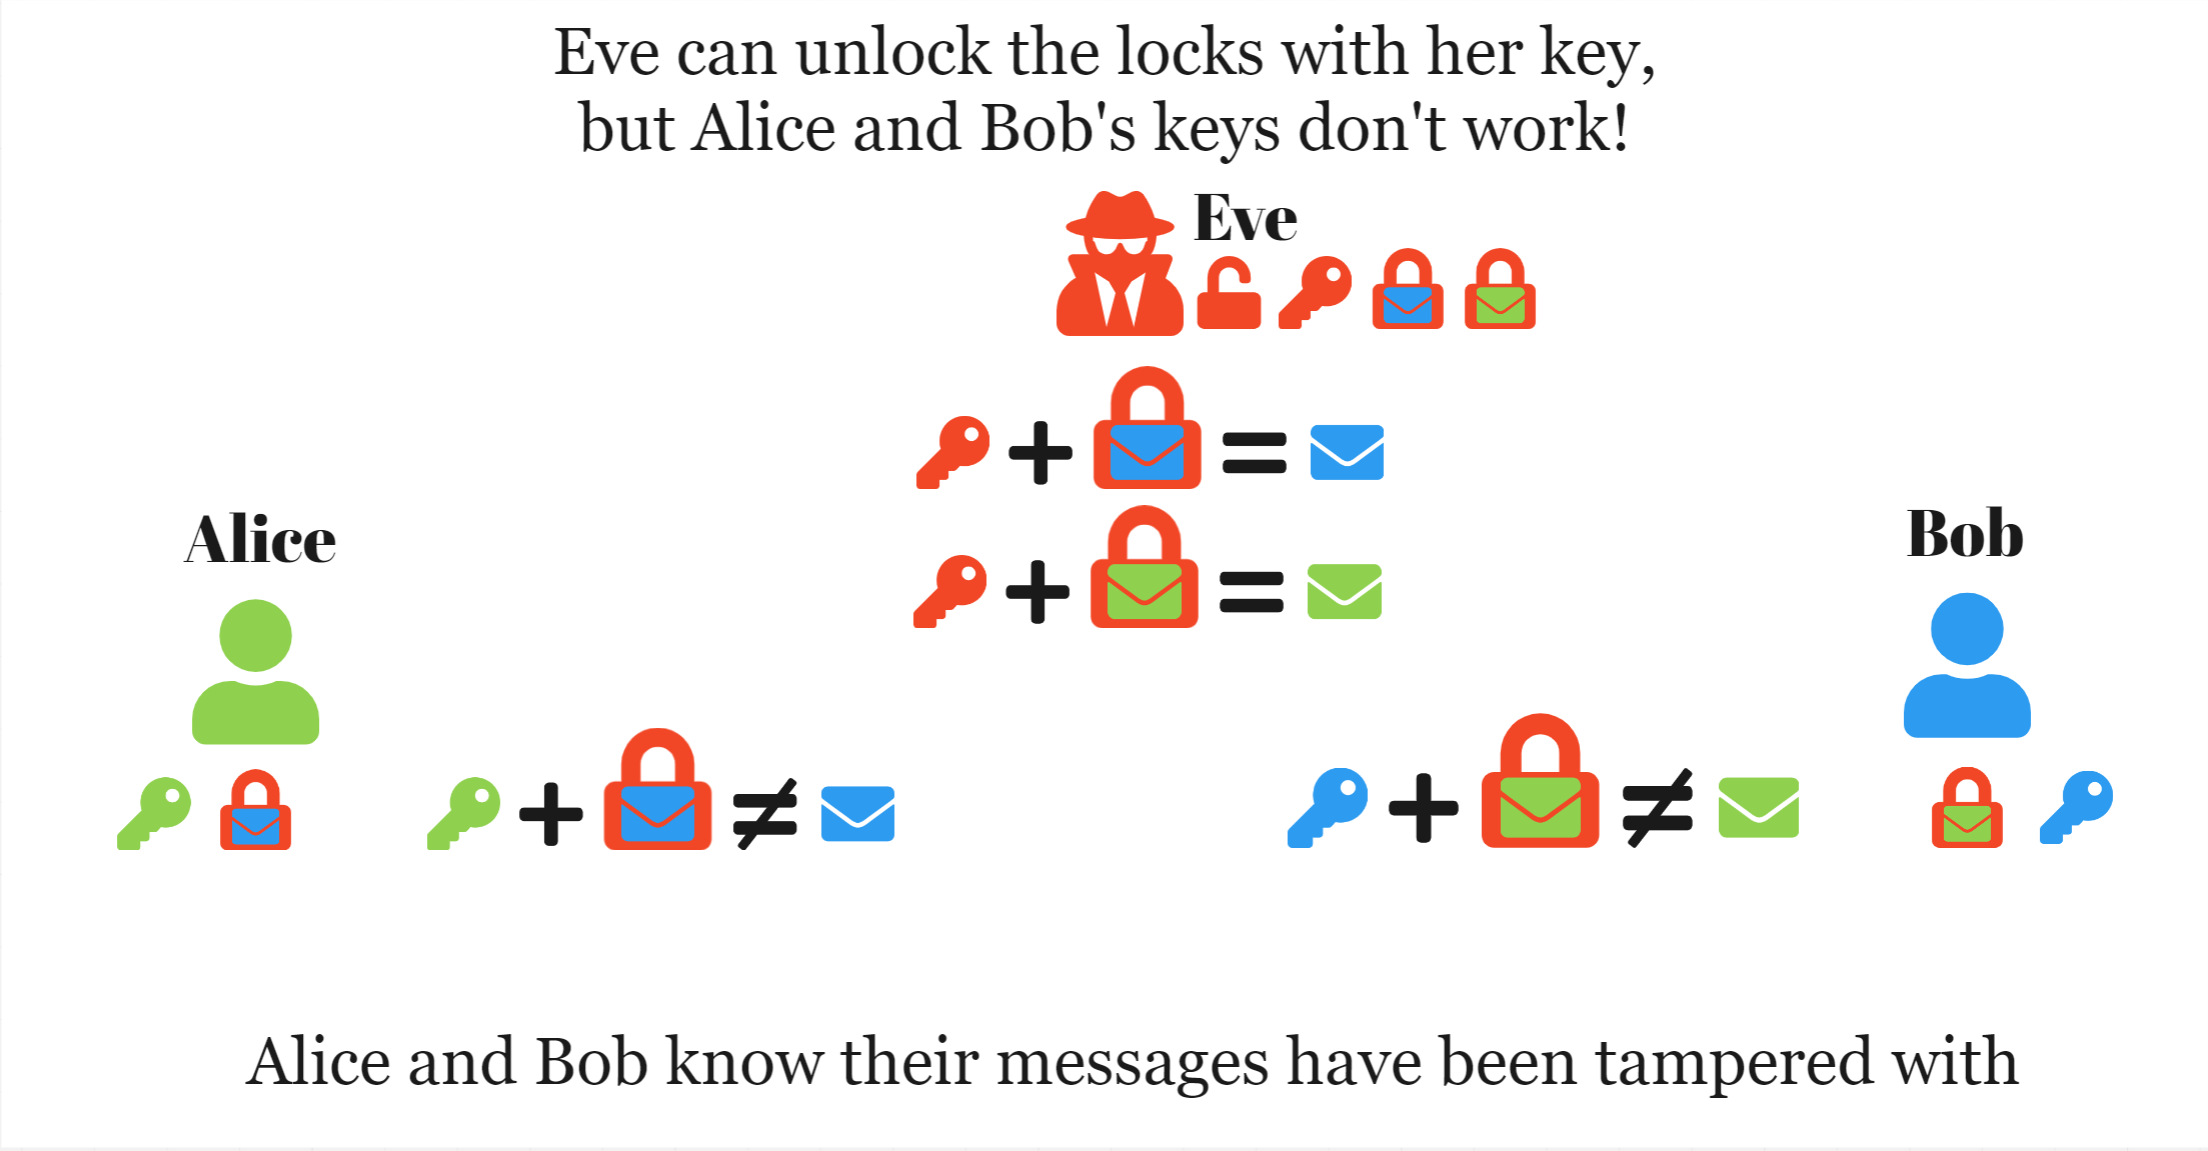 Eve can unlock the locks with her key,
but Alice and Bob's keys don't work!
Eve
Alice
Bob
Alice and Bob know their messages have been tampered with